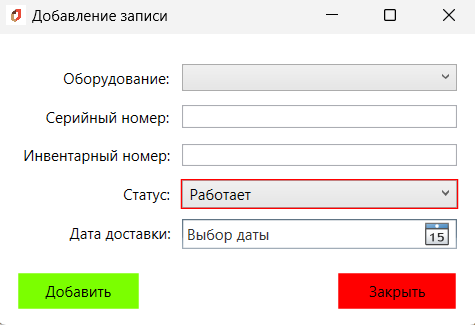 Добавление записи
Оборудование:
Серийный номер:
Инвентарный номер:
Статус: Работает
Дата доставки: Выбор даты 15
Добавить Закрыть